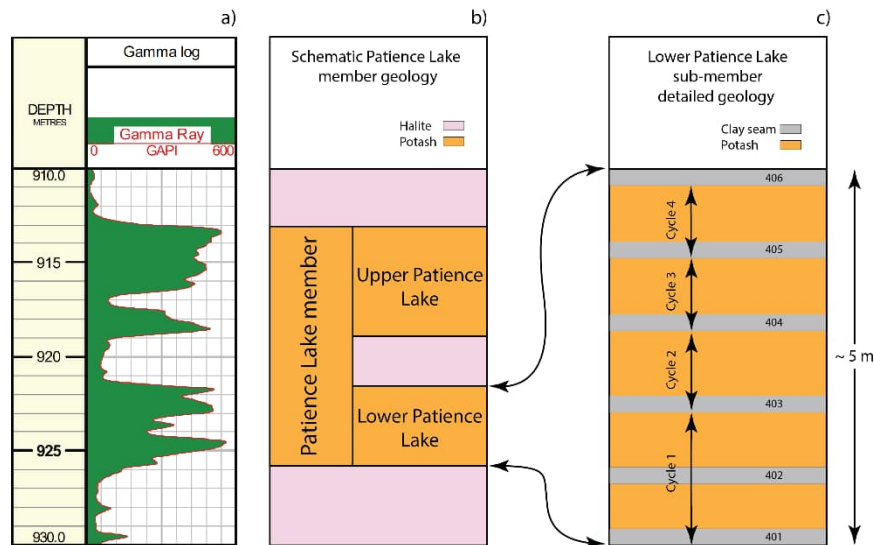 a)
Gamma log
DEPTH
METRES
Gamma Ray
0 GAPI 600
910.0
915
920
925
930.0
b)
Schematic Patience Lake
member geology
Halite
Potash
Patience Lake member
Upper Patience
Lake
Lower Patience
Lake
c)
Lower Patience Lake
sub-member
detailed geology
Clay seam
Potash
406
Cycle 4
405
Cycle 3
404
Cycle 2
403
Cycle 1
402
401
~ 5 m